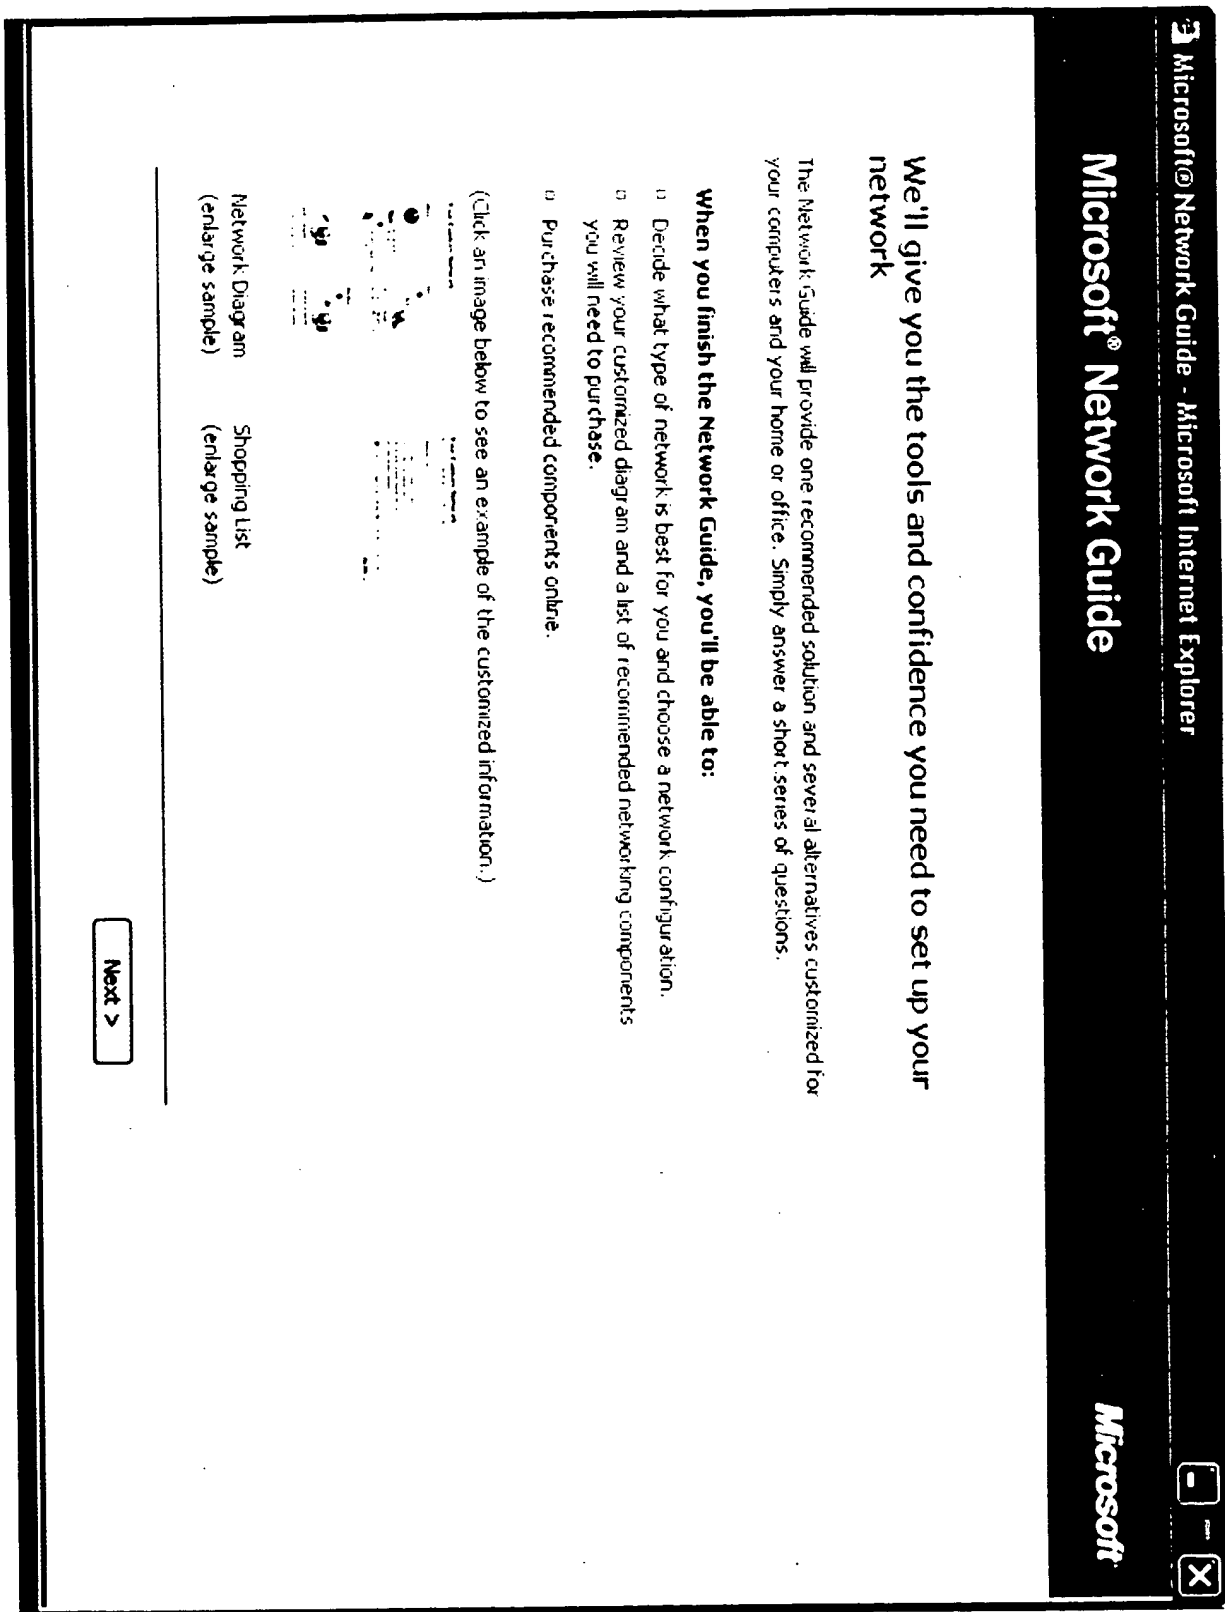 Microsoft® Network Guide - Microsoft Internet Explorer
Microsoft® Network Guide
Microsoft
We'll give you the tools and confidence you need to set up your
network
The Network Guide will provide one recommended solution and several alternatives customized for
your computers and your home or office. Simply answer a short series of questions.
When you finish the Network Guide, you'll be able to:
Decide what type of network is best for you and choose a network configuration.
Review your customized diagram and a list of recommended networking components
you will need to purchase.
Purchase recommended components online.
(Click an image below to see an example of the customized information.)
Network Diagram
(enlarge sample)
Shopping List
(enlarge sample)
Next >